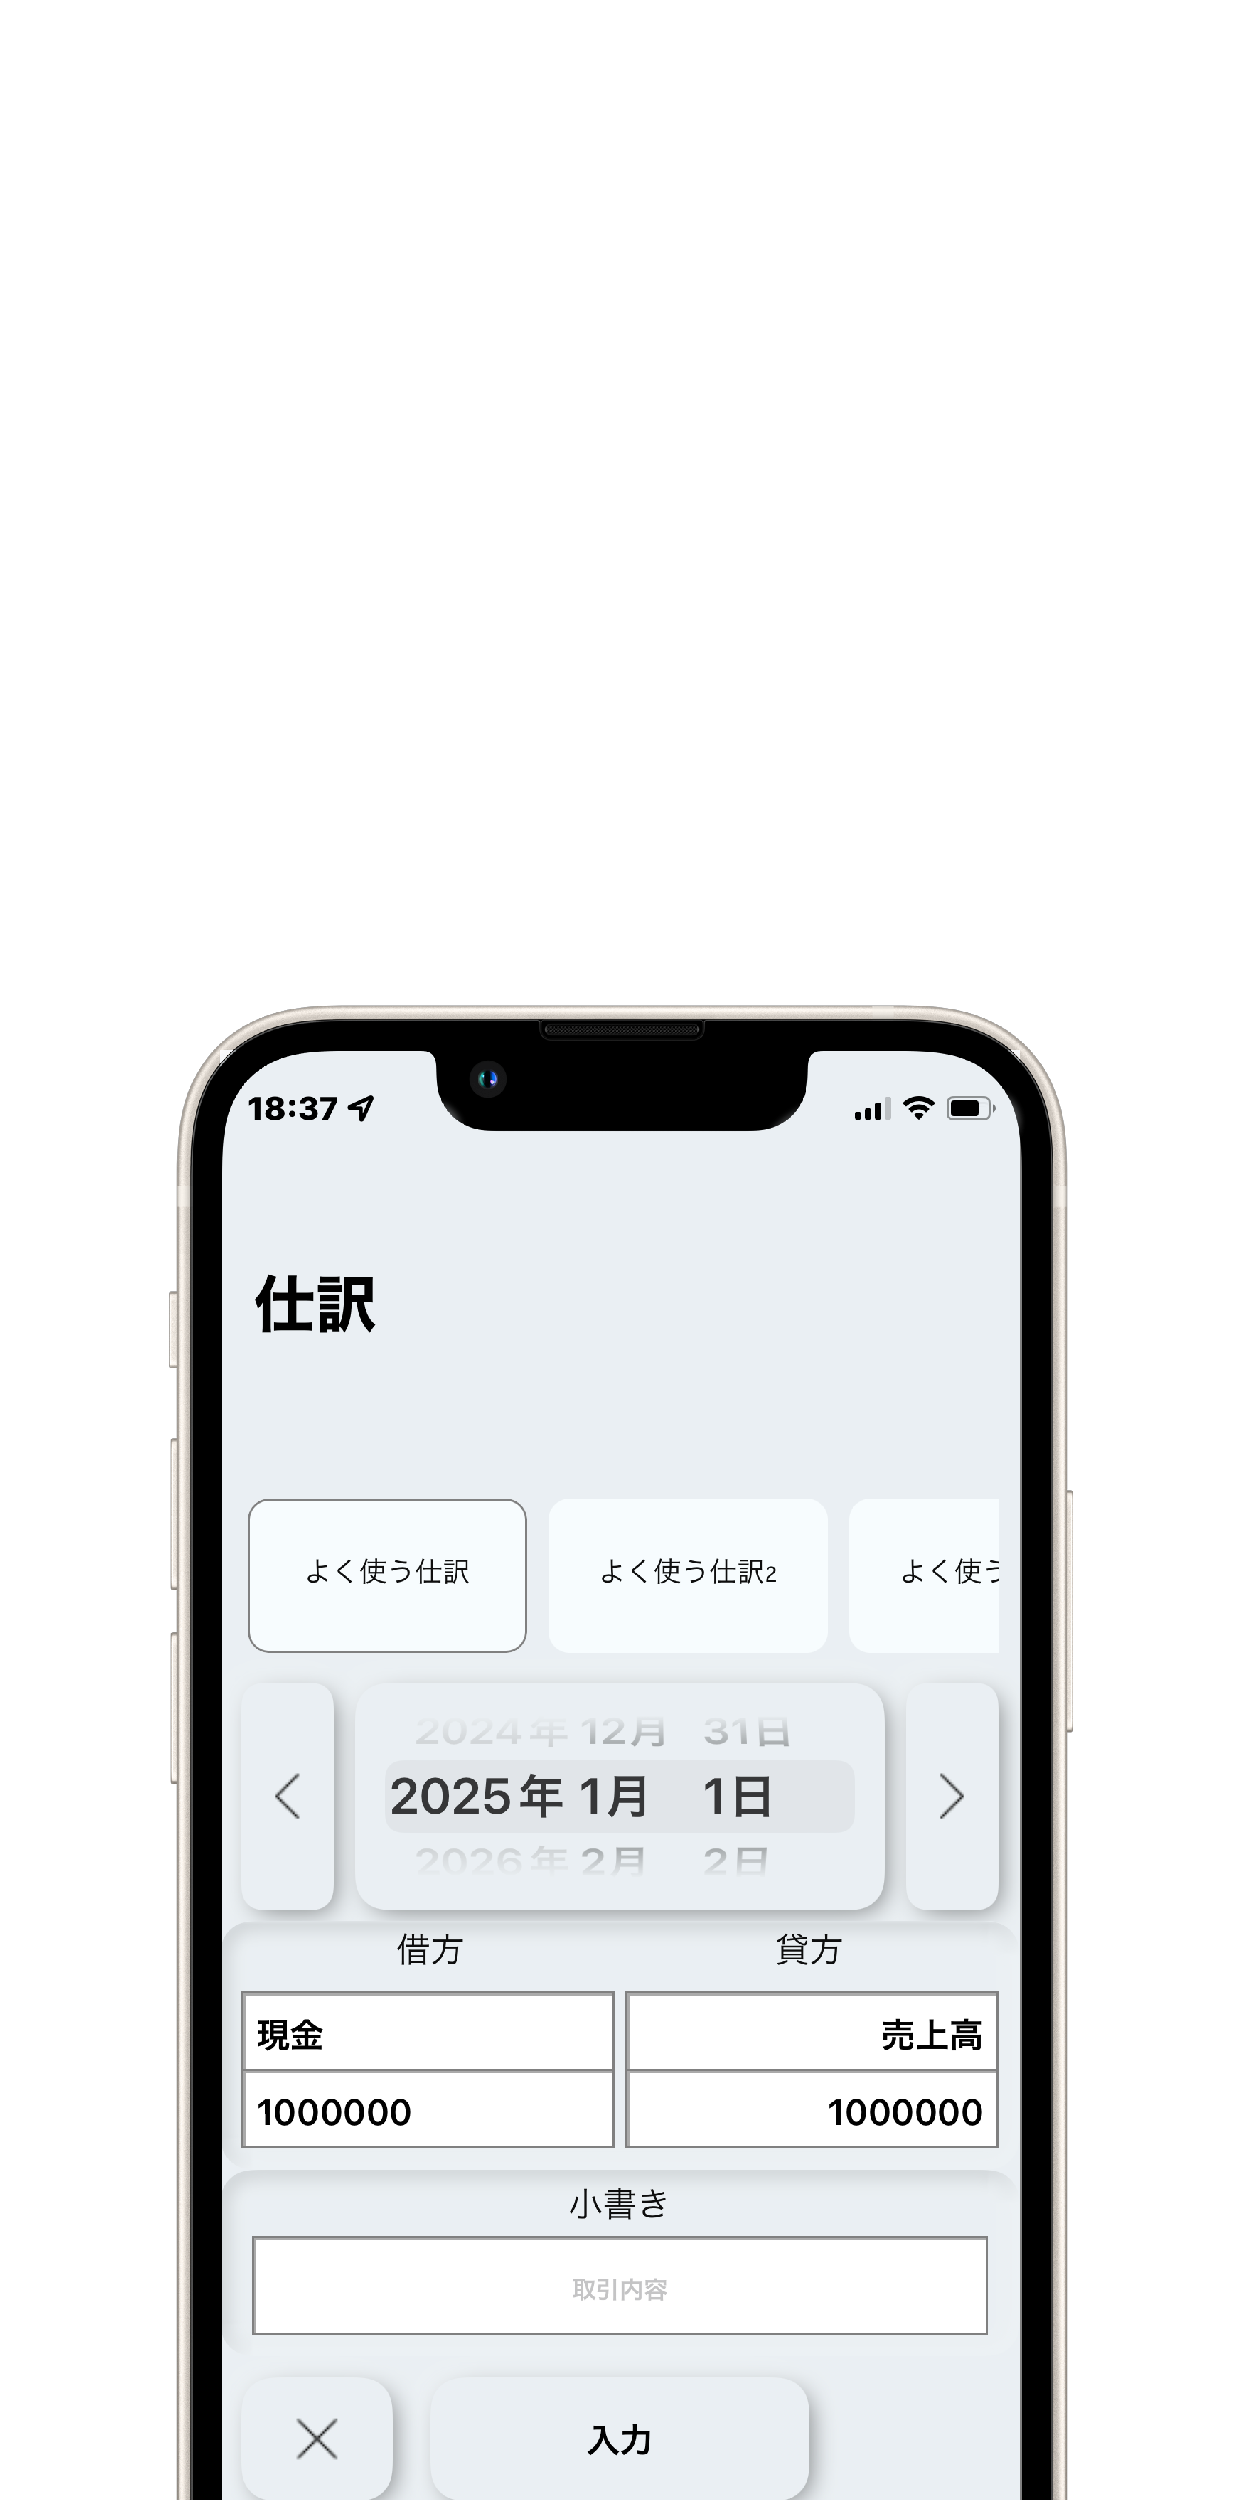 18:37
仕訳
よく使う仕訳 よく使う仕訳2 よく使う
2024年 12月 31日
2025年 1月 1日
2026年 2月 2日
借方 貸方
現金 売上高
1000000 1000000
小書き
取引内容
入力